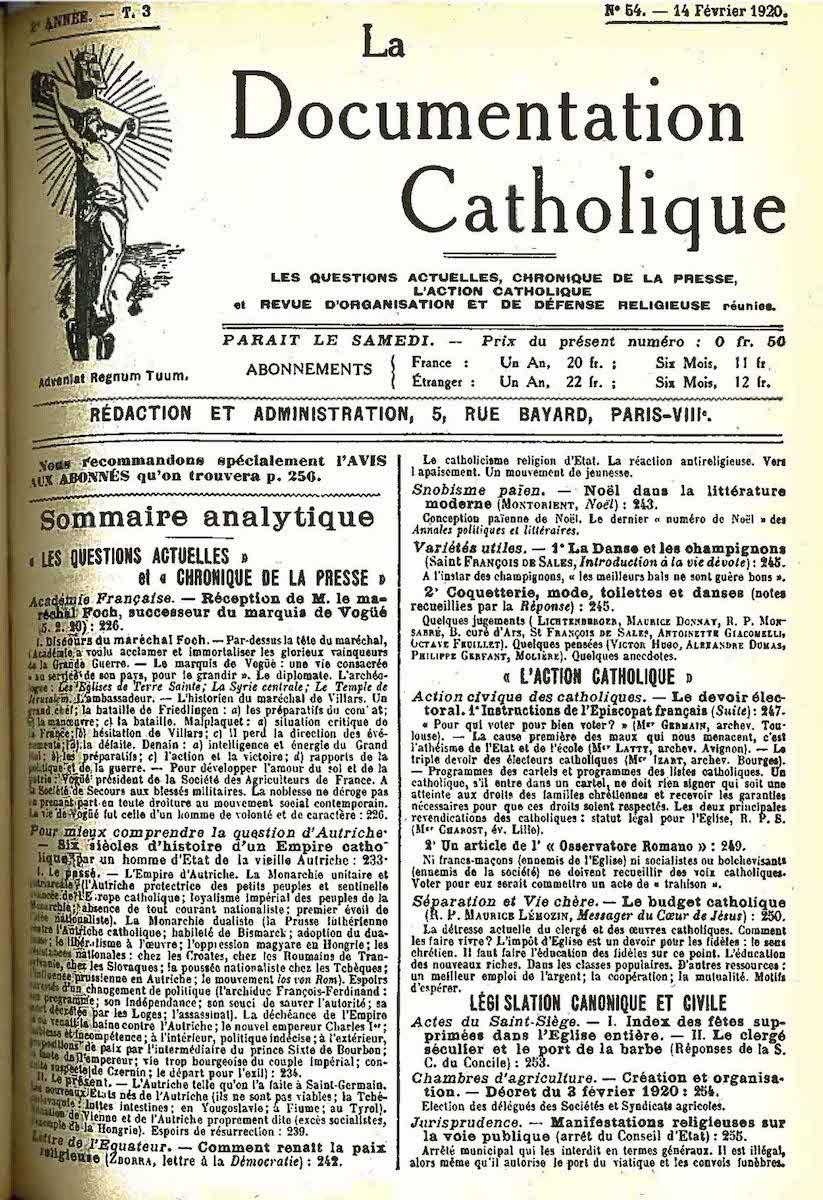 2e ANNÉE. — T. 3
N° 54. — 14 Février 1920.
La
Documentation
Catholique
LES QUESTIONS ACTUELLES, CHRONIQUE DE LA PRESSE,
L'ACTION CATHOLIQUE
et REVUE D'ORGANISATION ET DE DÉFENSE RELIGIEUSE réunies.
Adveniat Regnum Tuum.
PARAIT LE SAMEDI. — Prix du présent numéro : 0 fr. 50
ABONNEMENTS
France : Un An, 20 fr. ; Six Mois, 11 fr
Étranger : Un An, 22 fr. ; Six Mois, 12 fr.
RÉDACTION ET ADMINISTRATION, 5, RUE BAYARD, PARIS-VIIIe.
Nous recommandons spécialement l'AVIS
AUX ABONNÉS qu'on trouvera p. 256.
Sommaire analytique
« LES QUESTIONS ACTUELLES »
et « CHRONIQUE DE LA PRESSE »
Académie Française. — Réception de M. le ma-
réchal Foch, successeur du marquis de Vogüé
(5. 2. 20) : 226.
I. Discours du maréchal Foch. — Par-dessus la tête du maréchal,
l'Académie a voulu acclamer et immortaliser les glorieux vainqueurs
de la Grande Guerre. — Le marquis de Vogüé : une vie consacrée
« au service de son pays, pour le grandir ». Le diplomate. L'archéo-
logue : Les Eglises de Terre Sainte; La Syrie centrale; Le Temple de
Jérusalem. L'ambassadeur. — L'historien du maréchal de Villars. Un
grand chef; la bataille de Friedlingen : a) les préparatifs du combat;
b) la manœuvre; c) la bataille. Malplaquet : a) situation critique de
la France; b) hésitation de Villars; c) il perd la direction des évé-
nements; la défaite. Denain : a) intelligence et énergie du Grand
les préparatifs; c) l'action et la victoire; d) rapports de la
politique et de la guerre. — Pour développer l'amour du sol et de la
patrie : Vogüé président de la Société des Agriculteurs de France. A
la Société de Secours aux blessés militaires. La noblesse ne déroge pas
en prenant part en toute droiture au mouvement social contemporain.
La vie de Vogüé fut celle d'un homme de volonté et de caractère : 226.
Pour mieux comprendre la question d'Autriche
— Six siècles d'histoire d'un Empire catho-
lique, par un homme d'Etat de la vieille Autriche : 233.
I. Le passé. — L'Empire d'Autriche. La Monarchie unitaire et
l'Autriche protectrice des petits peuples et sentinelle
avancée de l'Europe catholique; loyalisme impérial des peuples de la
Monarchie; absence de tout courant nationaliste; premier éveil de
l'idée nationaliste). La Monarchie dualiste (la Prusse luthérienne
contre l'Autriche catholique; habileté de Bismarck; adoption du dua-
lisme; le libéralisme à l'œuvre; l'oppression magyare en Hongrie; les
résistances nationales : chez les Croates, chez les Roumains de Tran-
sylvanie, chez les Slovaques; la poussée nationaliste chez les Tchèques;
l'influence prussienne en Autriche; le mouvement los von Rom). Espoirs
d'un changement de politique (l'archiduc François-Ferdinand :
son programme; son indépendance; son souci de sauver l'autorité; sa
mort décrétée par les Loges; l'assassinat). La déchéance de l'Empire
la haine contre l'Autriche; le nouvel empereur Charles Ier;
et incompétence; à l'intérieur, politique indécise; à l'extérieur,
propositions de paix par l'intermédiaire du prince Sixte de Bourbon;
de l'empereur; vie trop bourgeoise du couple impérial; con-
duite suspecte de Czernin; le départ pour l'exil) : 234.
II. Le présent. — L'Autriche telle qu'on l'a faite à Saint-Germain.
Les nouveaux Etats nés de l'Autriche (ils ne sont pas viables; la Tché-
coslovaquie; luttes intestines; en Yougoslavie; à Fiume; au Tyrol).
de Vienne et de l'Autriche proprement dite (excès socialistes,
exemple de la Hongrie). Espoirs de résurrection : 239.
Lettre de l'Equateur. — Comment renaît la paix
religieuse (ZBORRA, lettre à la Démocratie) : 242.
Le catholicisme religion d'Etat. La réaction antireligieuse. Vers
l'apaisement. Un mouvement de jeunesse.
Snobisme païen. — Noël dans la littérature
moderne (MONTORIENT, Noël) : 243.
Conception païenne de Noël. Le dernier « numéro de Noël » des
Annales politiques et littéraires.
Variétés utiles. — 1° La Danse et les champignons
(Saint FRANÇOIS DE SALES, Introduction à la vie dévote) : 245.
A l'instar des champignons, « les meilleurs bals ne sont guère bons ».
2° Coquetterie, mode, toilettes et danses (notes
recueillies par la Réponse) : 245.
Quelques jugements (LICHTENBERGER, MAURICE DONNAY, R. P. MON-
SABRÉ, B. curé d'Ars, St FRANÇOIS DE SALES, ANTOINETTE GIACOMELLI,
OCTAVE FEUILLET). Quelques pensées (VICTOR HUGO, ALEXANDRE DUMAS,
PHILIPPE GERFANT, MOLIÈRE). Quelques anecdotes.
« L'ACTION CATHOLIQUE »
Action civique des catholiques. — Le devoir élec-
toral. 1° Instructions de l'Episcopat français (Suite) : 247.
« Pour qui voter pour bien voter? » (Mgr GERMAIN, archev. Tou-
louse). — La cause première des maux qui nous menacent, c'est
l'athéisme de l'Etat et de l'école (Mgr LATTY, archev. Avignon). — Le
triple devoir des électeurs catholiques (Mgr IZART, archev. Bourges).
— Programmes des cartels et programmes des listes catholiques. Un
catholique, s'il entre dans un cartel, ne doit rien signer qui soit une
atteinte aux droits des familles chrétiennes et recevoir les garanties
nécessaires pour que ces droits soient respectés. Les deux principales
revendications des catholiques : statut légal pour l'Eglise, R. P. S.
(Mgr CHAROST, év. Lille).
2° Un article de l' « Osservatore Romano » : 249.
Ni francs-maçons (ennemis de l'Eglise) ni socialistes ou bolchevisants
(ennemis de la société) ne doivent recueillir des voix catholiques.
Voter pour eux serait commettre un acte de « trahison ».
Séparation et Vie chère. — Le budget catholique
(R. P. MAURICE LÉMOZIN, Messager du Cœur de Jésus) : 250.
La détresse actuelle du clergé et des œuvres catholiques. Comment
les faire vivre? L'impôt d'Eglise est un devoir pour les fidèles : le sens
chrétien. Il faut faire l'éducation des fidèles sur ce point. L'éducation
des nouveaux riches. Dans les classes populaires. D'autres ressources :
un meilleur emploi de l'argent; la coopération; la mutualité. Motifs
d'espérer.
LÉGISLATION CANONIQUE ET CIVILE
Actes du Saint-Siège. — I. Index des fêtes sup-
primées dans l'Eglise entière. — II. Le clergé
séculier et le port de la barbe (Réponses de la S.
C. du Concile) : 253.
Chambres d'agriculture. — Création et organisa-
tion. — Décret du 3 février 1920 : 254.
Election des délégués des Sociétés et Syndicats agricoles.
Jurisprudence. — Manifestations religieuses sur
la voie publique (arrêt du Conseil d'Etat) : 255.
Arrêté municipal qui les interdit en termes généraux. Il est illégal,
alors même qu'il autorise le port du viatique et les convois funèbres.